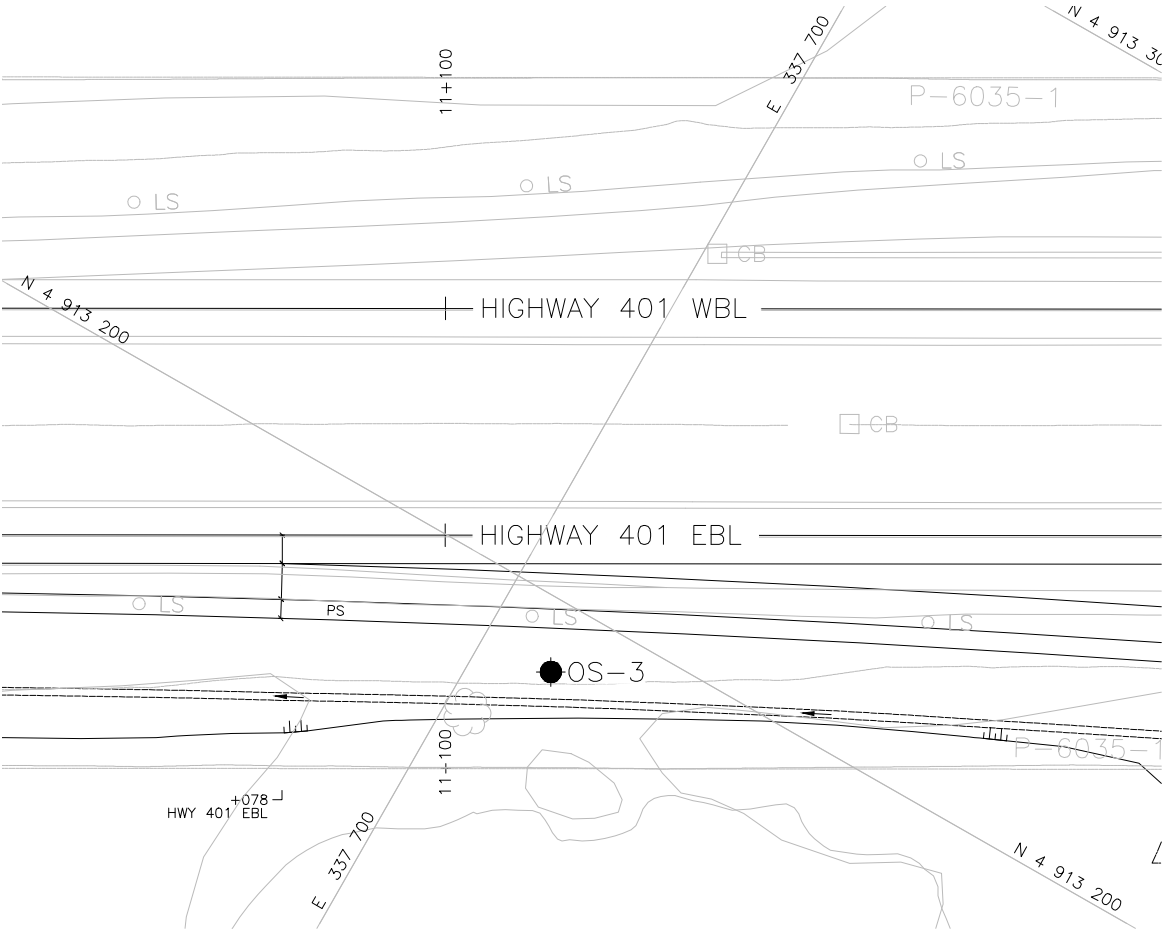 N 4 913 30
E 337 700
11+100
P-6035-1
LS
LS
LS
CB
N 4 913 200
HIGHWAY 401 WBL
CB
HIGHWAY 401 EBL
LS
PS
LS
LS
OS-3
11+100
P-6035-1
+078
HWY 401 EBL
E 337 700
N 4 913 200